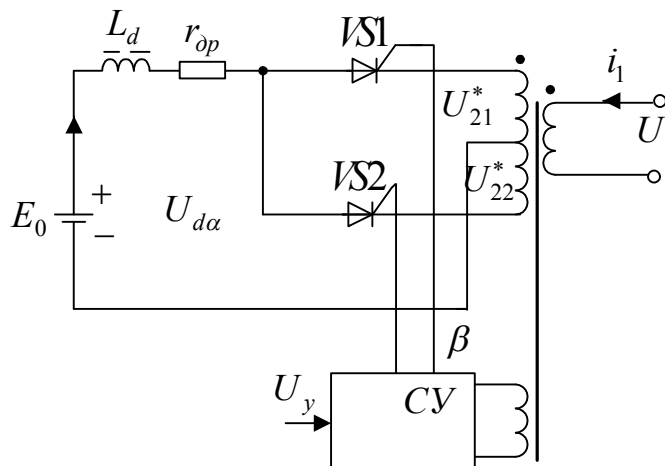 L_d
r_др
VS1
i_1
U*_21
U
VS2
U*_22
E_0
+
−
U_dα
β
U_y
СУ